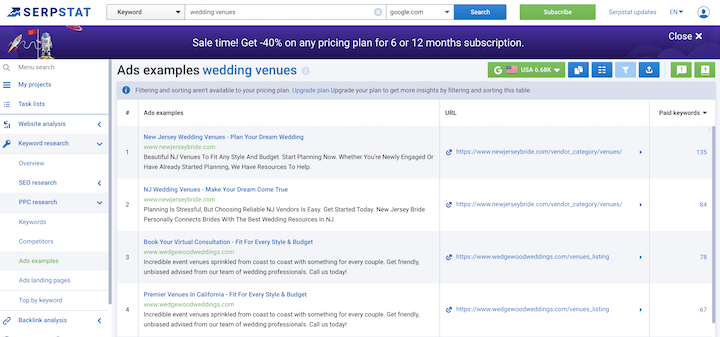 SERPSTAT
Keyword
wedding venues
google.com
Search
Subscribe
Serpstat updates
EN
Sale time! Get -40% on any pricing plan for 6 or 12 months subscription.
Close ×
Menu search
My projects
Task lists
Website analysis
Keyword research
Overview
SEO research
PPC research
Keywords
Competitors
Ads examples
Ads landing pages
Top by keyword
Backlink analysis
Ads examples wedding venues
USA 6.68K
Filtering and sorting aren't available to your pricing plan. Upgrade plan Upgrade your plan to get more insights by filtering and sorting this table.
# Ads examples URL Paid keywords
1
New Jersey Wedding Venues - Plan Your Dream Wedding
www.newjerseybride.com
Beautiful NJ Venues To Fit Any Style And Budget. Start Planning Now. Whether You're Newly Engaged Or
Have Already Started Planning, We Have Resources To Help.
https://www.newjerseybride.com/vendor_category/venues/
135
2
NJ Wedding Venues - Make Your Dream Come True
www.newjerseybride.com
Planning Is Stressful, But Choosing Reliable NJ Vendors Is Easy. Get Started Today. New Jersey Bride
Personally Connects Brides With The Best Wedding Resources In NJ.
https://www.newjerseybride.com/vendor_category/venues/
84
3
Book Your Virtual Consultation - Fit For Every Style & Budget
www.wedgewoodweddings.com
Incredible event venues sprinkled from coast to coast with something for every couple. Get friendly,
unbiased advised from our team of wedding professionals. Call us today!
https://www.wedgewoodweddings.com/venues_listing
78
4
Premier Venues In California - Fit For Every Style & Budget
www.wedgewoodweddings.com
Incredible event venues sprinkled from coast to coast with something for every couple. Get friendly,
unbiased advised from our team of wedding professionals. Call us today!
https://www.wedgewoodweddings.com/venues_listing
67